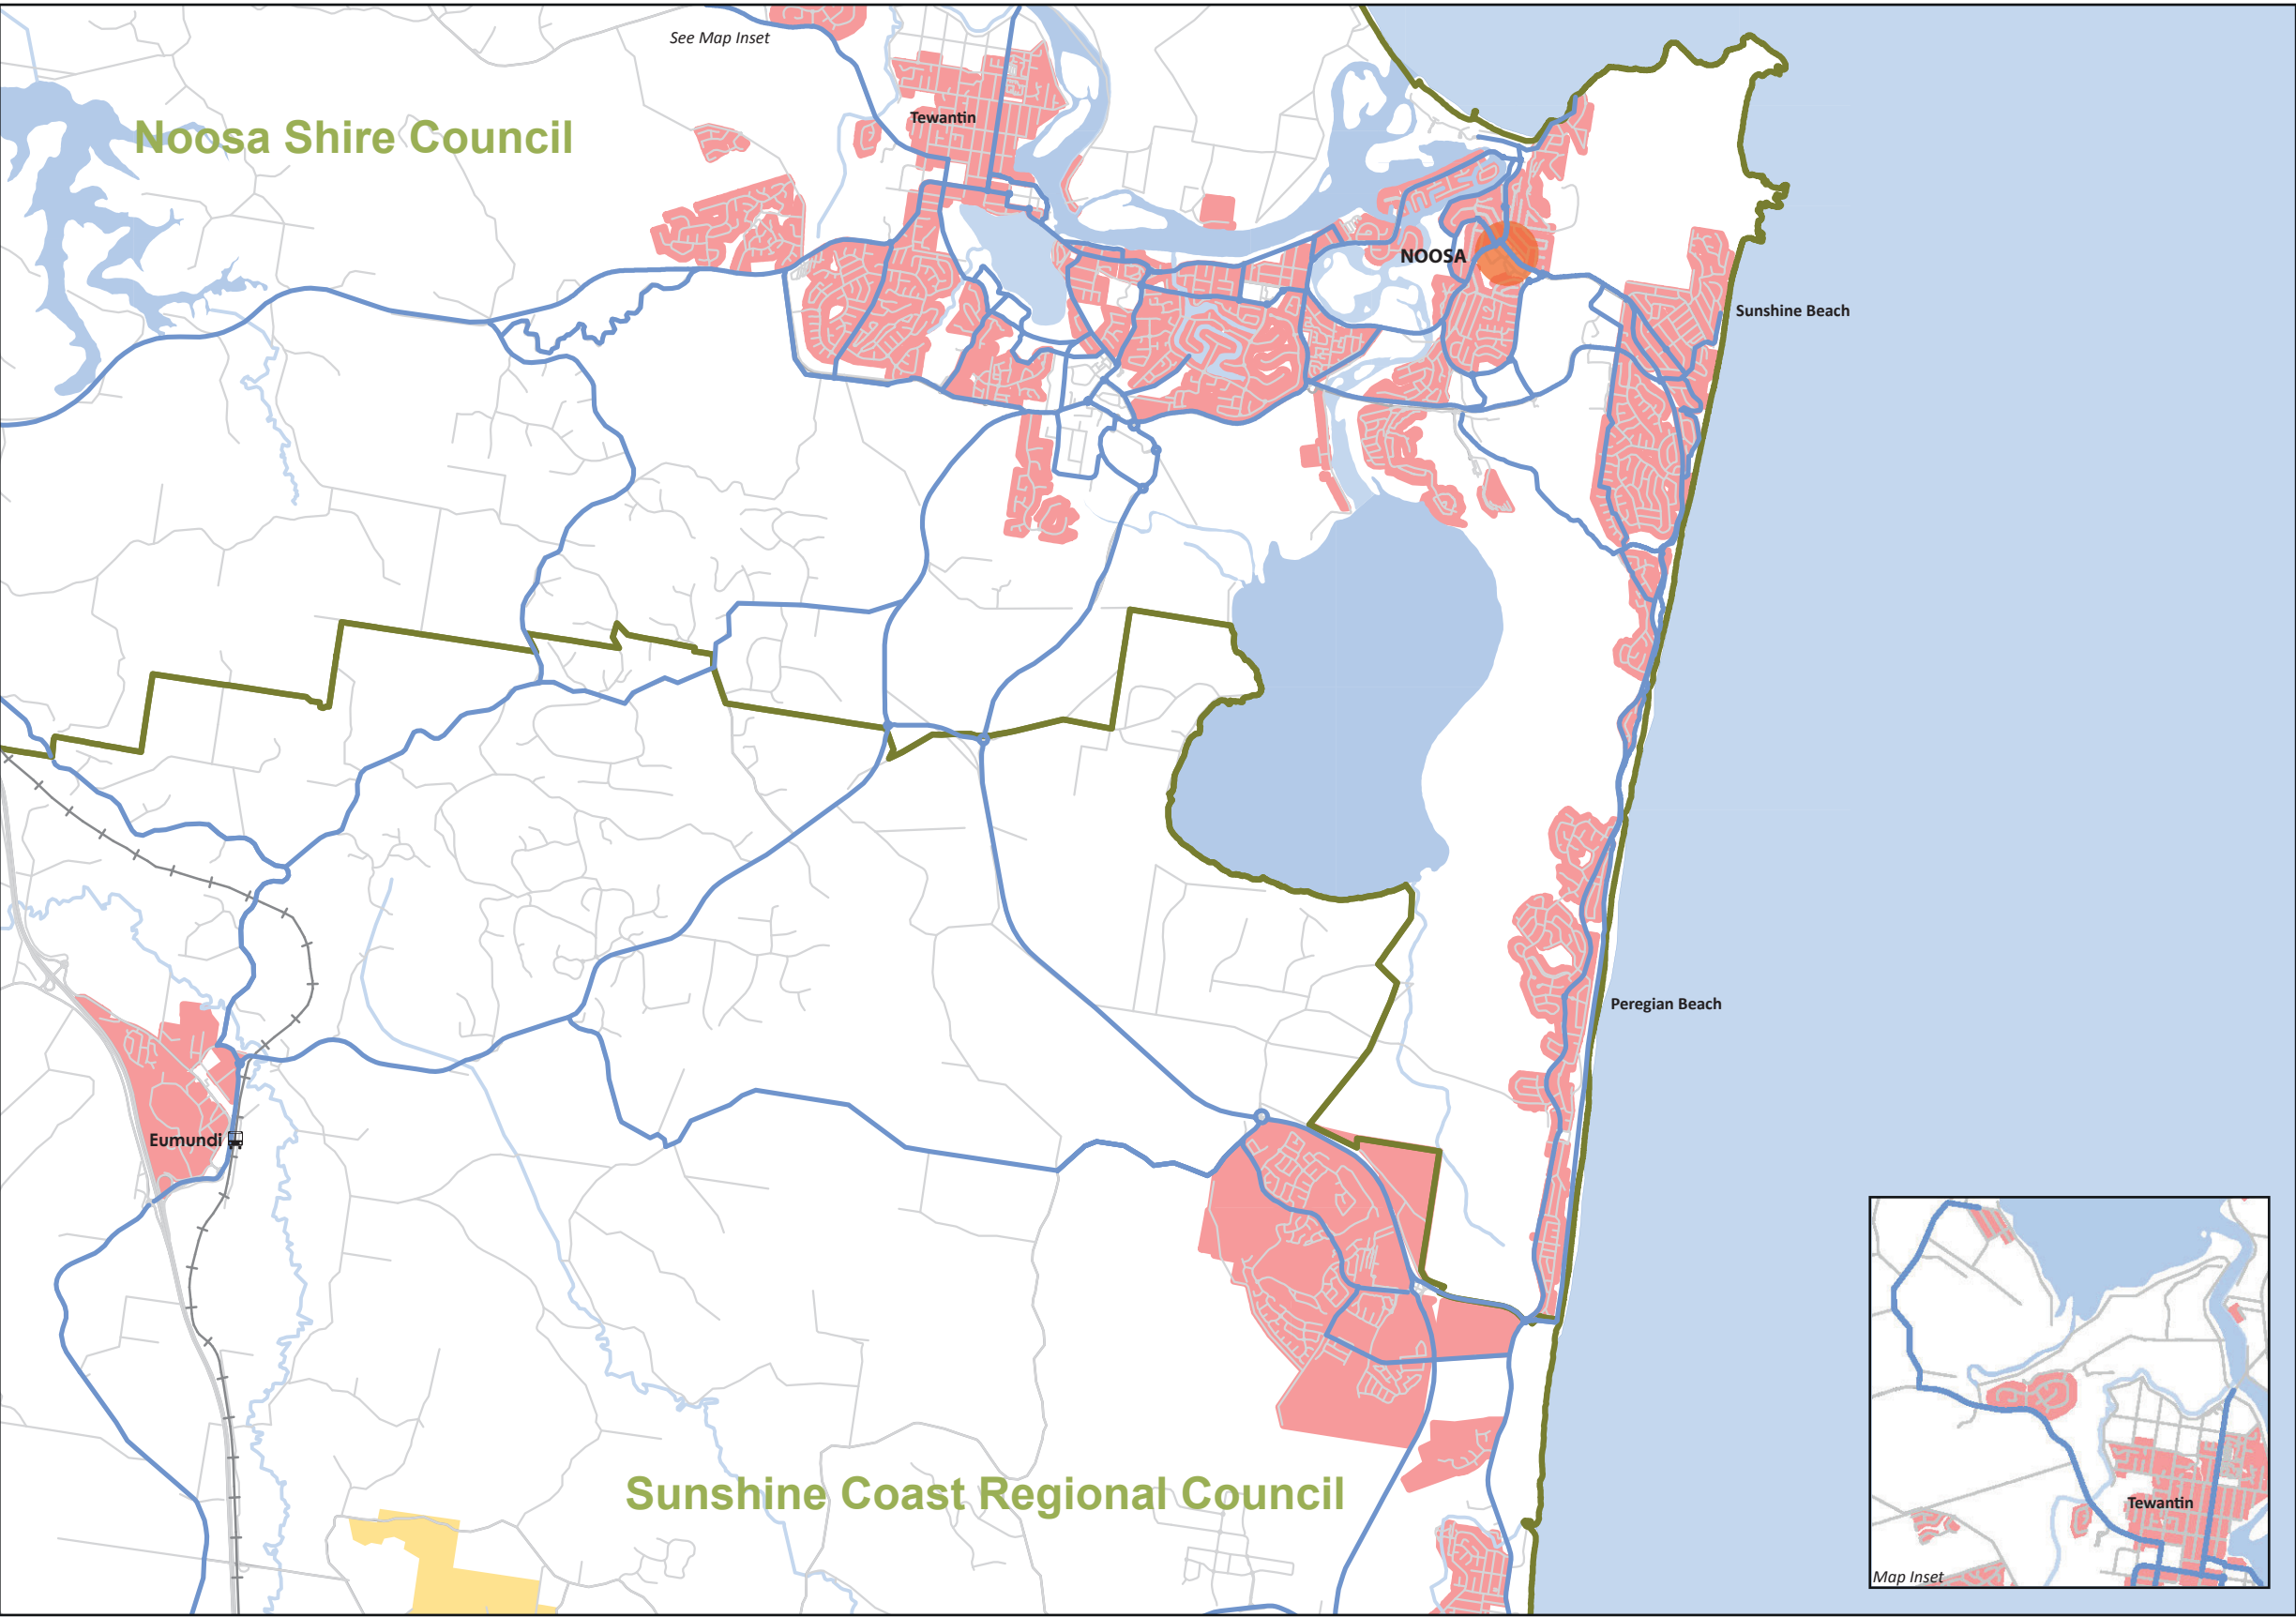 See Map Inset
Noosa Shire Council
Tewantin
NOOSA
Sunshine Beach
Peregian Beach
Eumundi
Sunshine Coast Regional Council
Tewantin
Map Inset